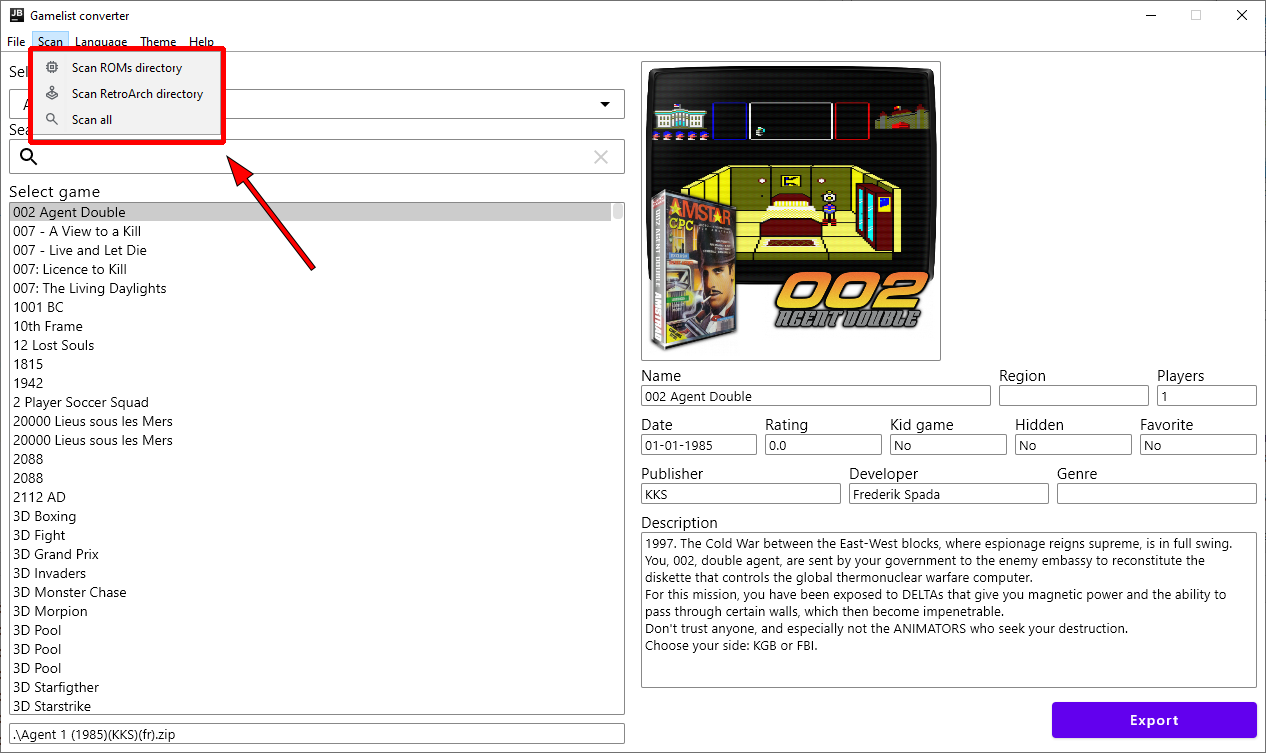 JB
Gamelist converter
File Scan Language Theme Help
Scan ROMs directory
Scan RetroArch directory
Scan all
Select game
002 Agent Double
007 - A View to a Kill
007 - Live and Let Die
007: Licence to Kill
007: The Living Daylights
1001 BC
10th Frame
12 Lost Souls
1815
1942
2 Player Soccer Squad
20000 Lieus sous les Mers
20000 Lieus sous les Mers
2088
2088
2112 AD
3D Boxing
3D Fight
3D Grand Prix
3D Invaders
3D Monster Chase
3D Morpion
3D Pool
3D Pool
3D Pool
3D Starfigther
3D Starstrike
.\Agent 1 (1985)(KKS)(fr).zip
AMSTAR
CPC
002 AGENT DOUBLE
AMSTRAD
002
AGENT DOUBLE
Name Region Players
002 Agent Double 1
Date Rating Kid game Hidden Favorite
01-01-1985 0.0 No No No
Publisher Developer Genre
KKS Frederik Spada
Description
1997. The Cold War between the East-West blocks, where espionage reigns supreme, is in full swing.
You, 002, double agent, are sent by your government to the enemy embassy to reconstitute the
diskette that controls the global thermonuclear warfare computer.
For this mission, you have been exposed to DELTAs that give you magnetic power and the ability to
pass through certain walls, which then become impenetrable.
Don't trust anyone, and especially not the ANIMATORS who seek your destruction.
Choose your side: KGB or FBI.
Export